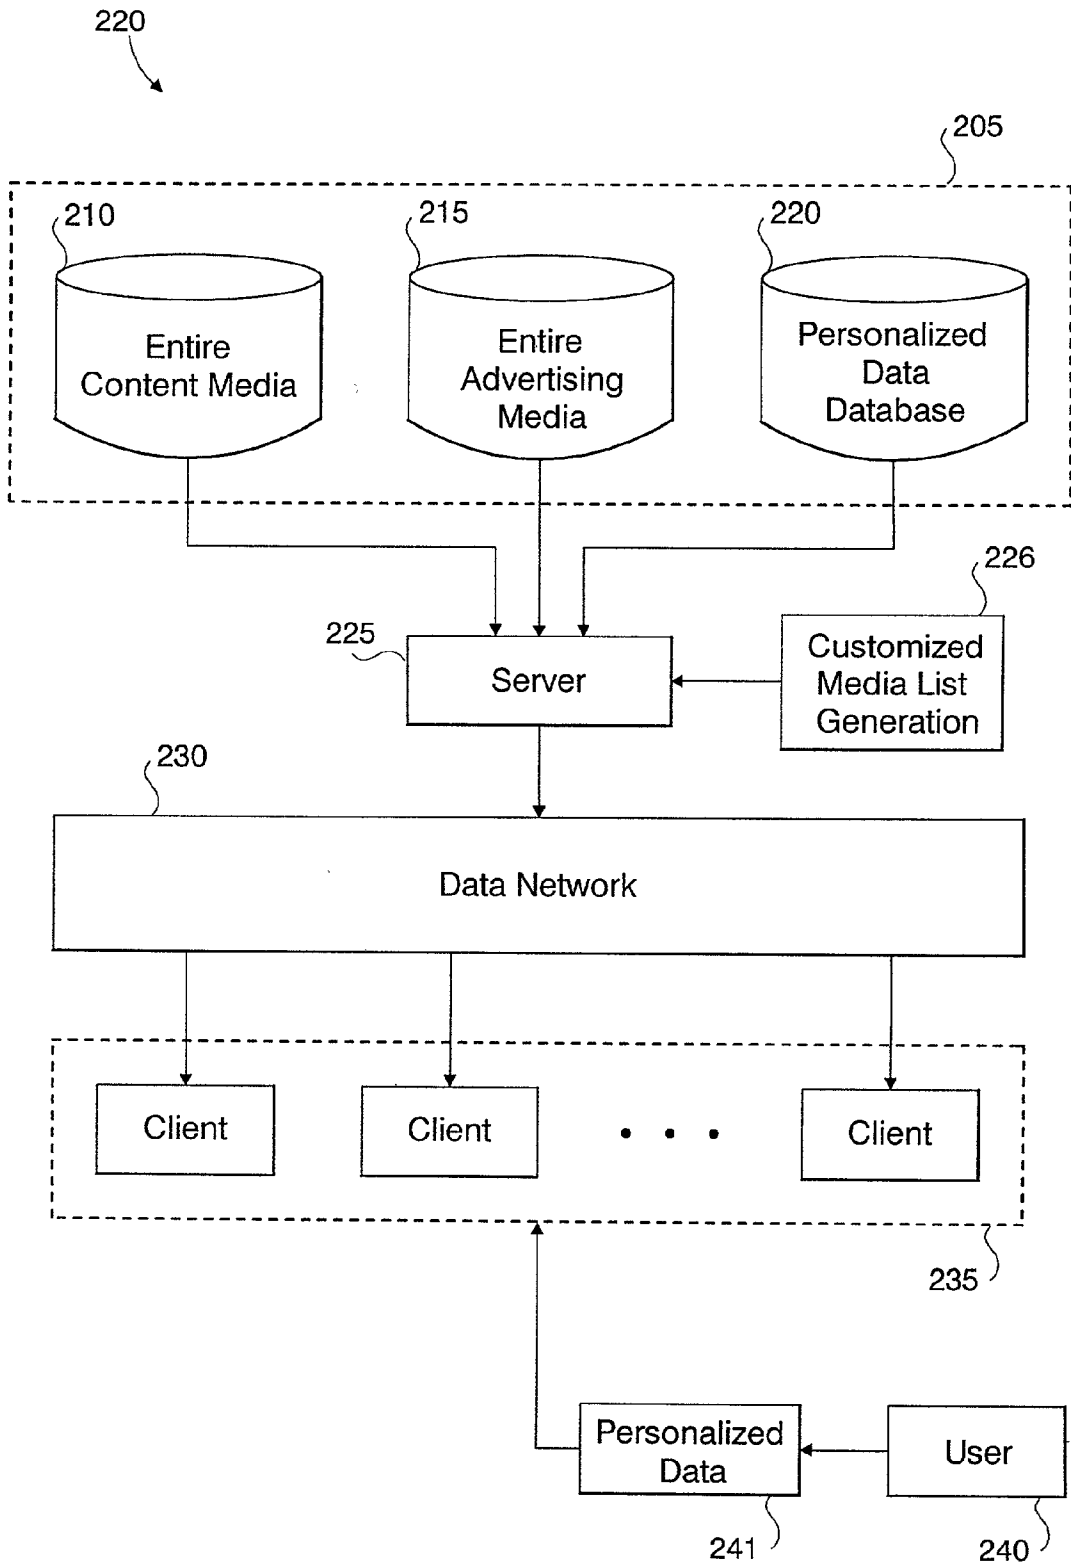 220
205
210
215
220
Entire
Content Media
Entire
Advertising
Media
Personalized
Data
Database
226
225
Server
Customized
Media List
Generation
230
Data Network
Client
Client
• • •
Client
235
Personalized
Data
User
241
240